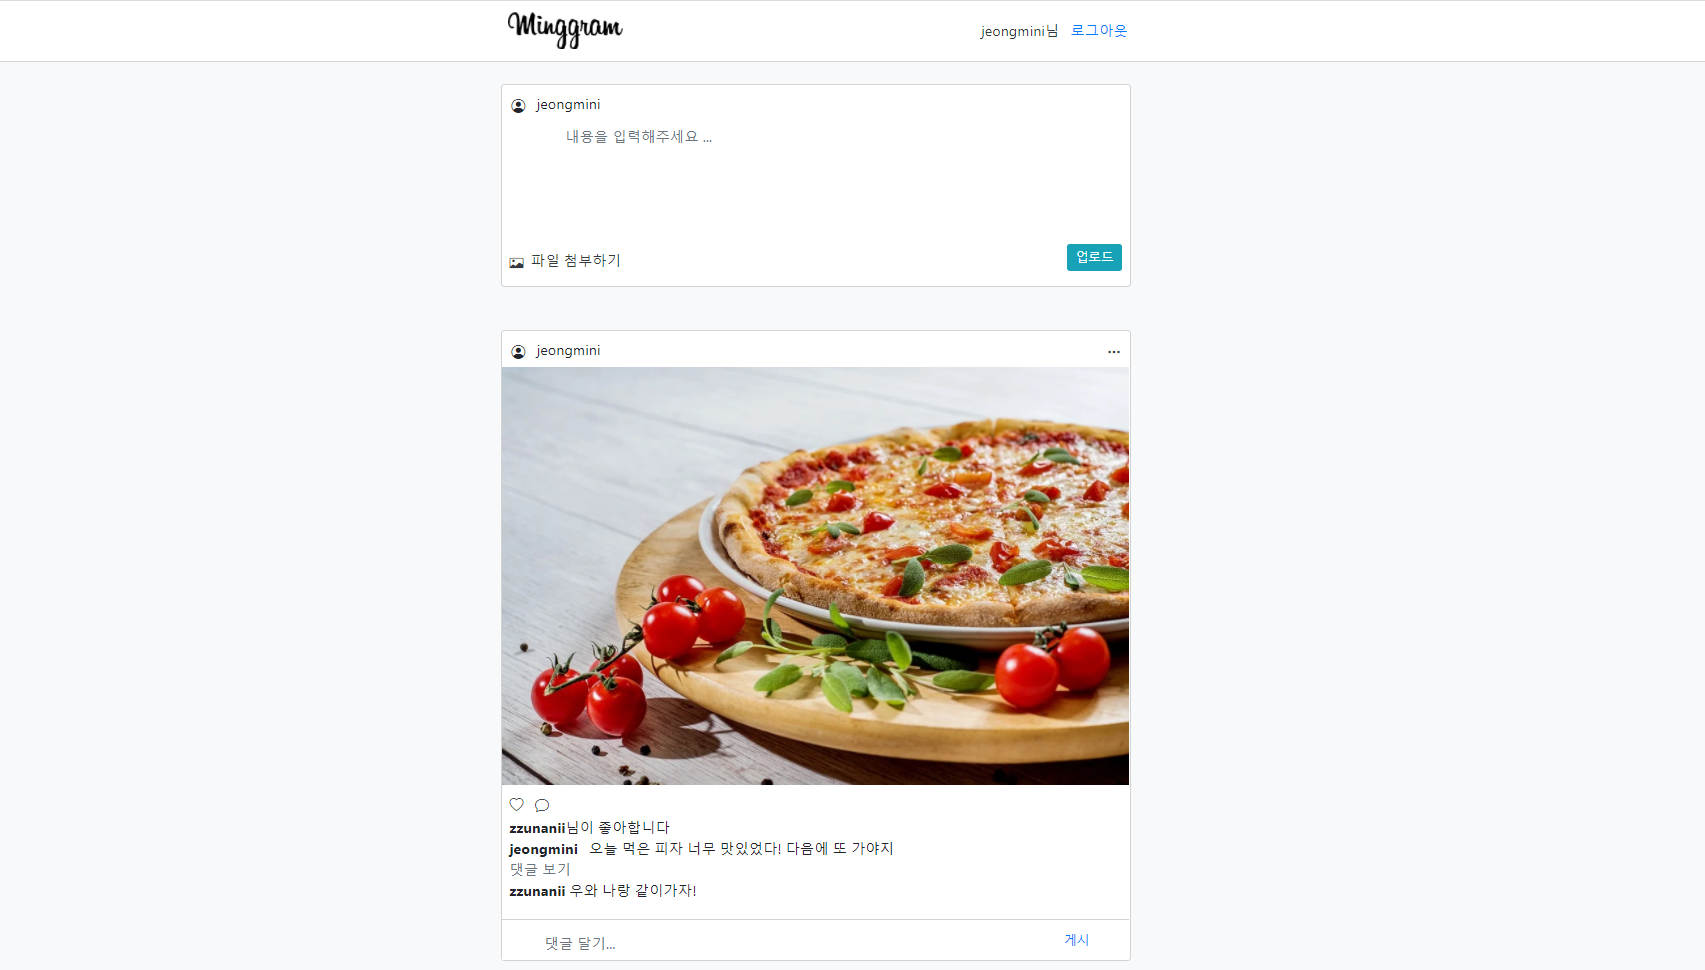 Minggram
jeongmini님 로그아웃
jeongmini
내용을 입력해주세요 ...
파일 첨부하기
업로드
jeongmini
...
zzunanii님이 좋아합니다
jeongmini 오늘 먹은 피자 너무 맛있었다! 다음에 또 가야지
댓글 보기
zzunanii 우와 나랑 같이가자!
댓글 달기...
게시